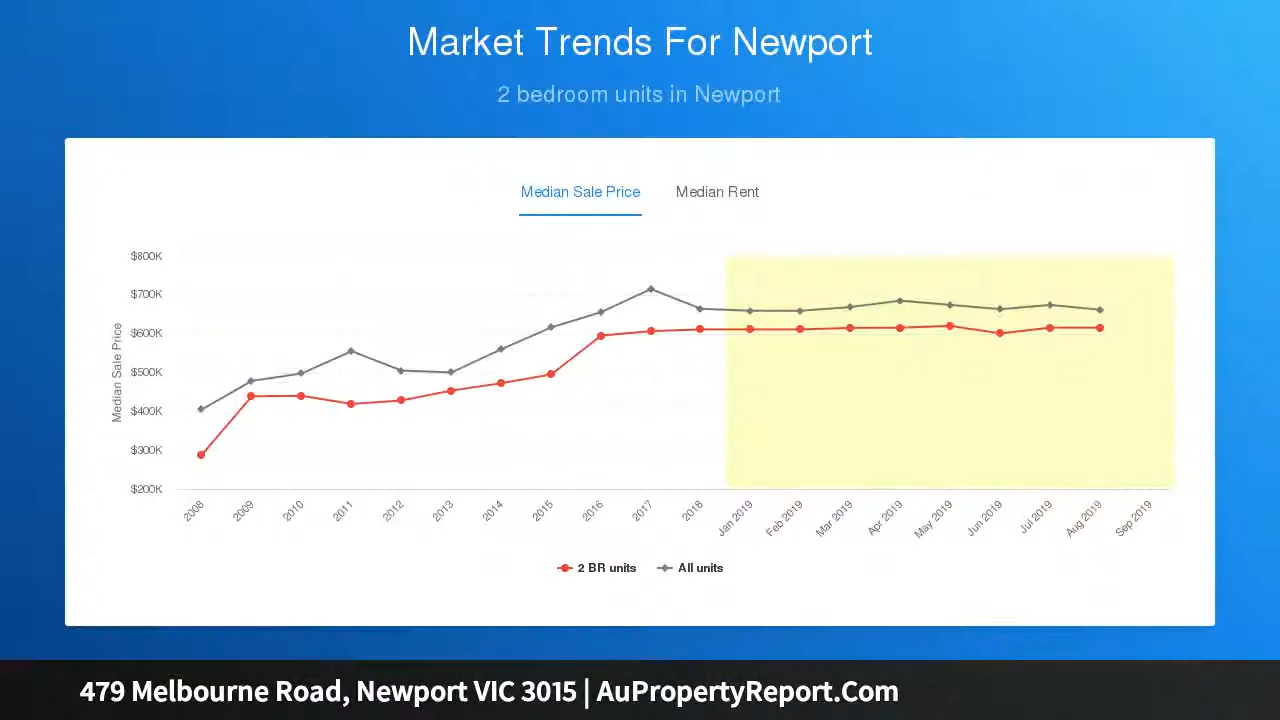 Market Trends For Newport
2 bedroom units in Newport
Median Sale Price
Median Rent
Median Sale Price
$800K
$700K
$600K
$500K
$400K
$300K
$200K
2008
2009
2010
2011
2012
2013
2014
2015
2016
2017
2018
Jan 2019
Feb 2019
Mar 2019
Apr 2019
May 2019
Jun 2019
Jul 2019
Aug 2019
Sep 2019
2 BR units
All units
479 Melbourne Road, Newport VIC 3015 | AuPropertyReport.Com